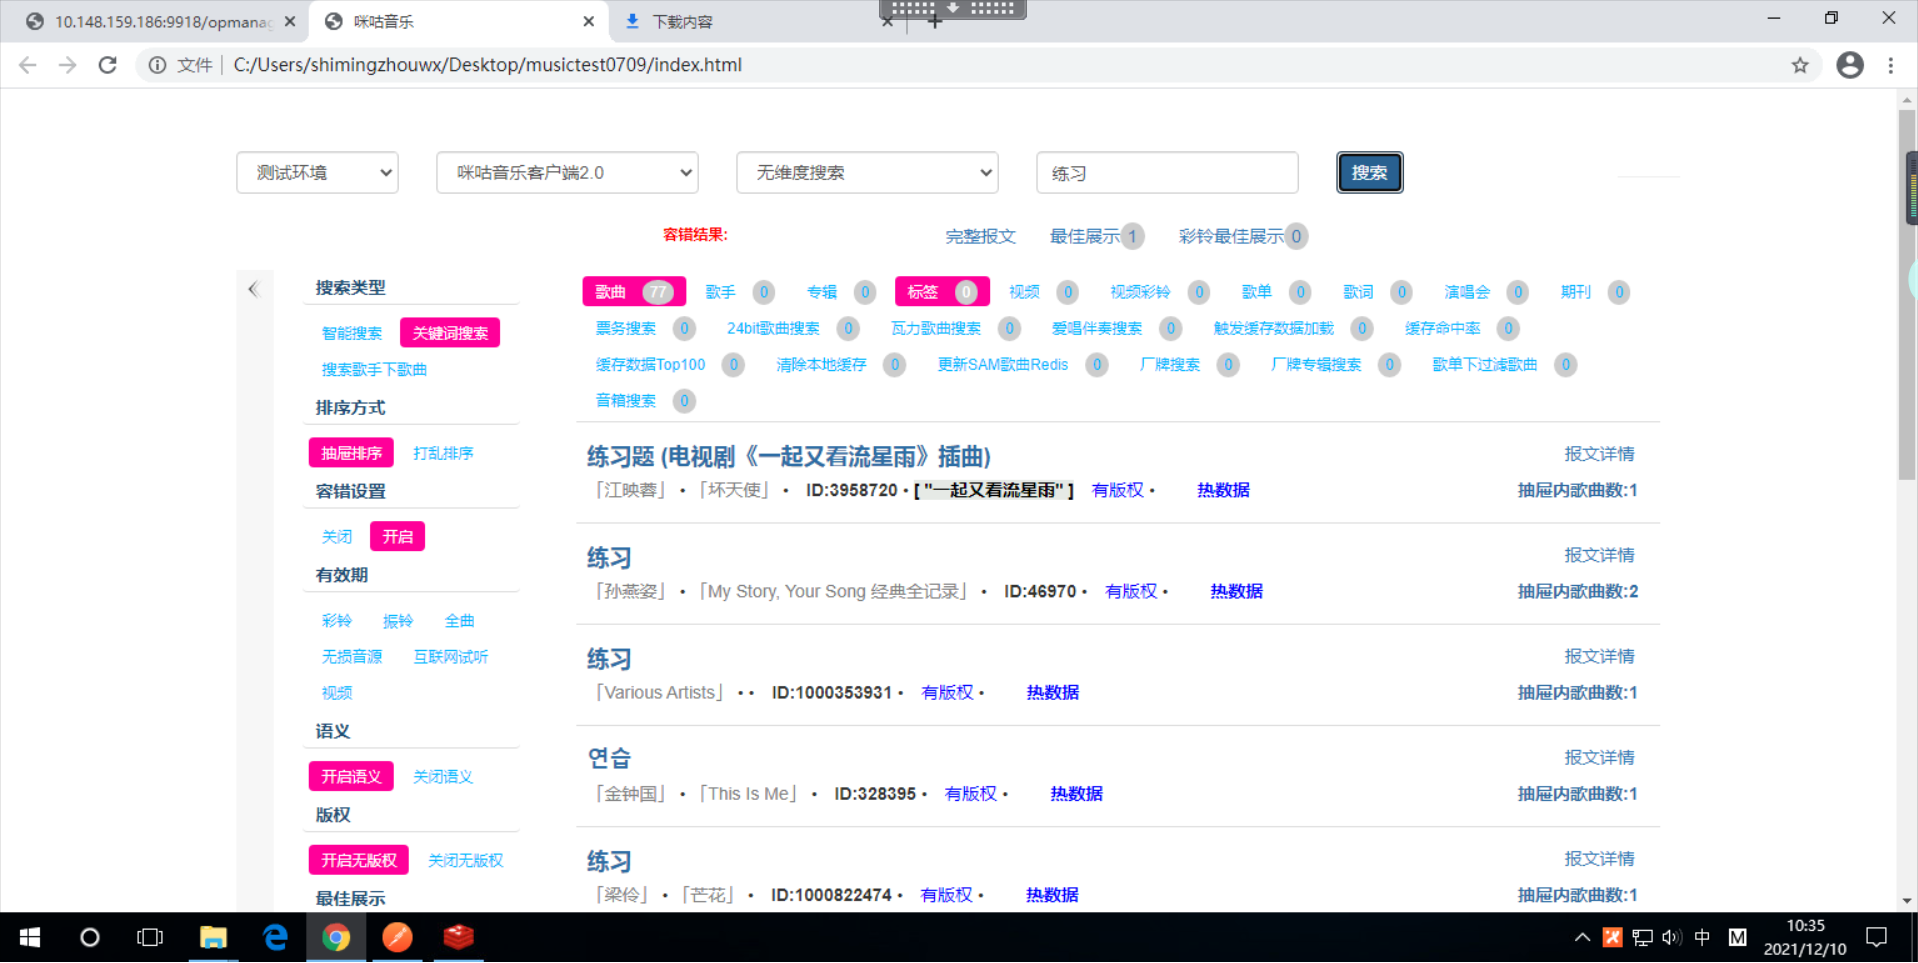 10.148.159.186:9918/opmanag
咪咕音乐
下载内容
文件 C:/Users/shimingzhouwx/Desktop/musictest0709/index.html
测试环境 咪咕音乐客户端2.0 无维度搜索 练习 搜索
容错结果: 完整报文 最佳展示 1 彩铃最佳展示 0
搜索类型
智能搜索 关键词搜索
搜索歌手下歌曲
排序方式
抽屉排序 打乱排序
容错设置
关闭 开启
有效期
彩铃 振铃 全曲
无损音源 互联网试听
视频
语义
开启语义 关闭语义
版权
开启无版权 关闭无版权
最佳展示
歌曲 77 歌手 0 专辑 0 标签 0 视频 0 视频彩铃 0 歌单 0 歌词 0 演唱会 0 期刊 0
票务搜索 0 24bit歌曲搜索 0 瓦力歌曲搜索 0 爱唱伴奏搜索 0 触发缓存数据加载 0 缓存命中率 0
缓存数据Top100 0 清除本地缓存 0 更新SAM歌曲Redis 0 厂牌搜索 0 厂牌专辑搜索 0 歌单下过滤歌曲 0
音箱搜索 0
练习题 (电视剧《一起又看流星雨》插曲) 报文详情
「江映蓉」 • 「坏天使」 • ID:3958720 • [ "一起又看流星雨" ] 有版权 • 热数据 抽屉内歌曲数:1
练习 报文详情
「孙燕姿」 • 「My Story, Your Song 经典全记录」 • ID:46970 • 有版权 • 热数据 抽屉内歌曲数:2
练习 报文详情
「Various Artists」 • • ID:1000353931 • 有版权 • 热数据 抽屉内歌曲数:1
연습 报文详情
「金钟国」 • 「This Is Me」 • ID:328395 • 有版权 • 热数据 抽屉内歌曲数:1
练习 报文详情
「梁伶」 • 「芒花」 • ID:1000822474 • 有版权 • 热数据 抽屉内歌曲数:1
中 M
10:35
2021/12/10